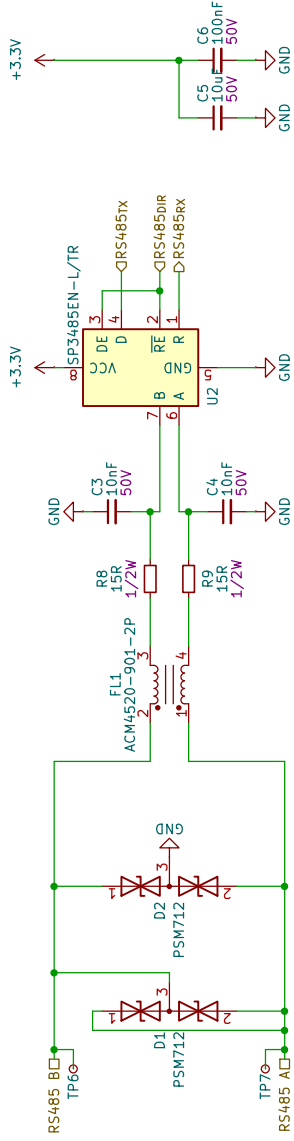 +3.3V
C6
100nF
50V
GND
C5
10uF
50V
GND
RS485TX
RS485DIR
RS485RX
SP3485EN-L/TR
3
4
2
1
DE
D
RE
R
+3.3V
8
VCC
GND
5
GND
B
A
U2
7
6
GND
C3
10nF
50V
C4
10nF
50V
GND
R8
15R
1/2W
R9
15R
1/2W
FL1
ACM4520-901-2P
3
4
2
1
GND
3
1
2
D2
PSM712
3
1
2
D1
PSM712
RS485 B
TP6
TP7
RS485 A